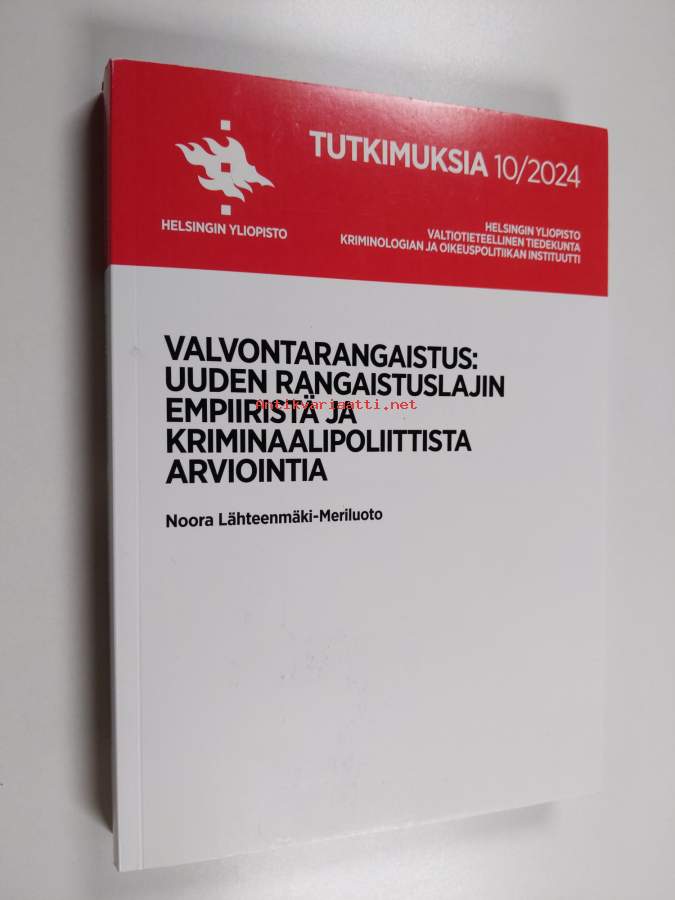 TUTKIMUKSIA 10/2024
HELSINGIN YLIOPISTO
HELSINGIN YLIOPISTO
VALTIOTIETEELLINEN TIEDEKUNTA
KRIMINOLOGIAN JA OIKEUSPOLITIIKAN INSTITUUTTI
VALVONTARANGAISTUS:
UUDEN RANGAISTUSLAJIN
EMPIIRISTÄ JA
KRIMINAALIPOLIITTISTA
ARVIOINTIA
Antikvariaatti.net
Noora Lähteenmäki-Meriluoto